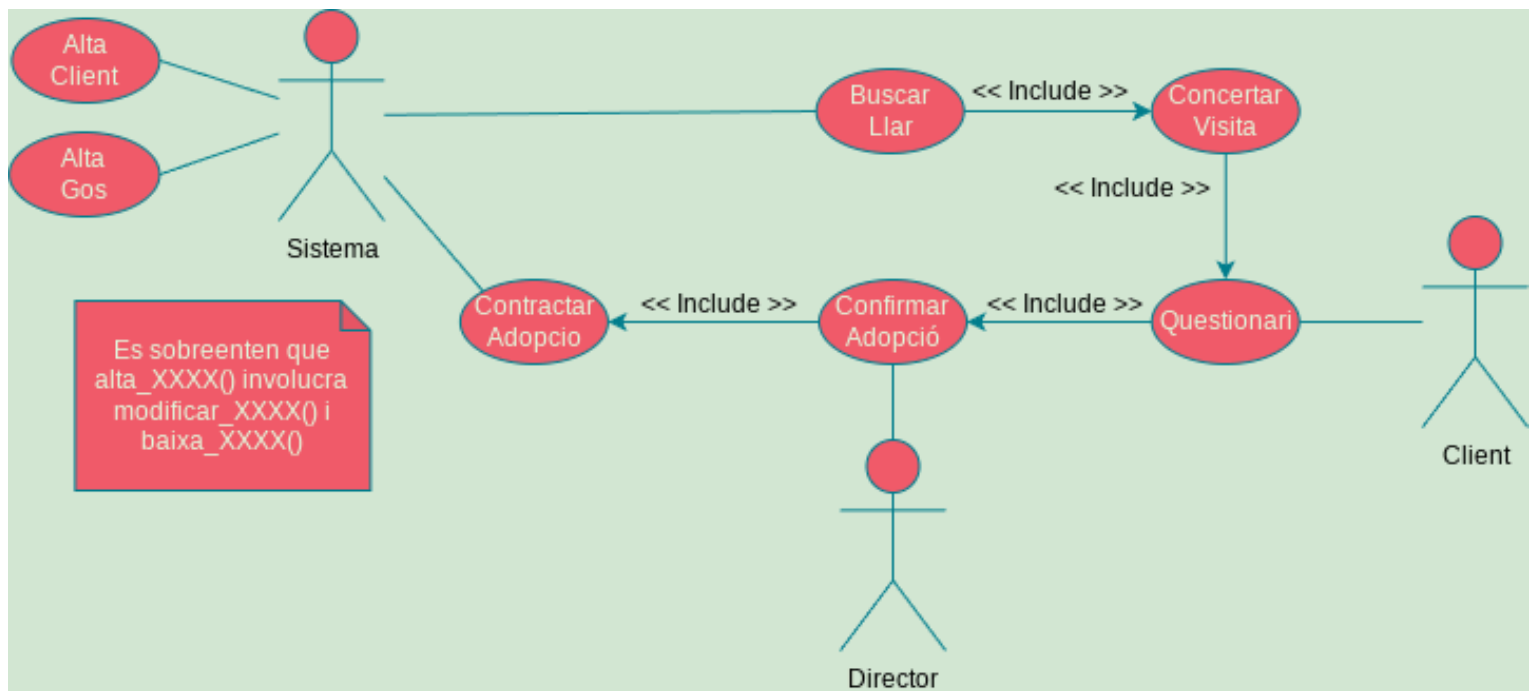 Alta
Client
Alta
Gos
Sistema
Buscar
Llar
<< Include >>
Concertar
Visita
<< Include >>
Contractar
Adopcio
<< Include >>
Confirmar
Adopció
<< Include >>
Questionari
Client
Es sobreenten que
alta_XXXX() involucra
modificar_XXXX() i
baixa_XXXX()
Director